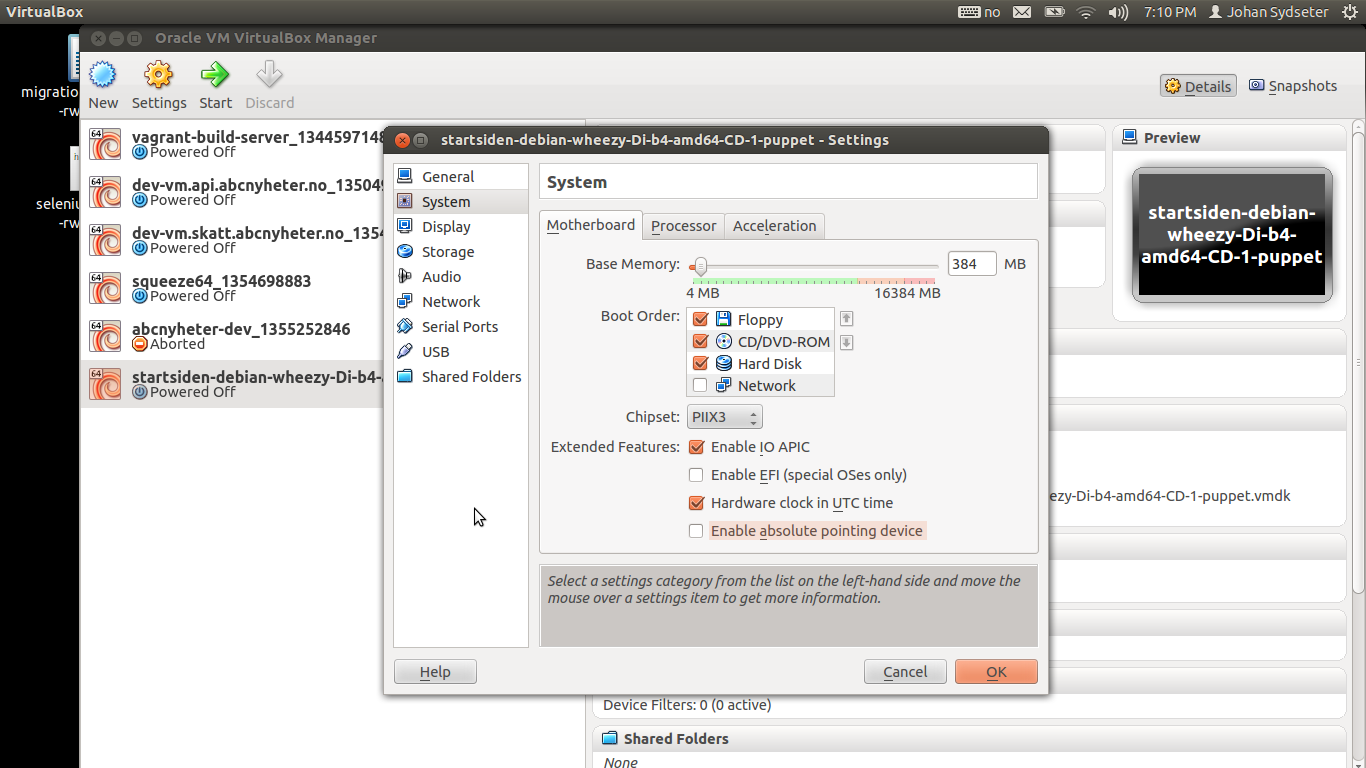 VirtualBox
no
7:10 PM
Johan Sydseter
Oracle VM VirtualBox Manager
migration
-rw
seleniu
-rw
New
Settings
Start
Discard
Details
Snapshots
64
vagrant-build-server_1344597148
Powered Off
64
dev-vm.api.abcnyheter.no_13504
Powered Off
64
dev-vm.skatt.abcnyheter.no_1354
Powered Off
64
squeeze64_1354698883
Powered Off
64
abcnyheter-dev_1355252846
Aborted
64
startsiden-debian-wheezy-Di-b4-
Powered Off
startsiden-debian-wheezy-Di-b4-amd64-CD-1-puppet - Settings
General
System
Display
Storage
Audio
Network
Serial Ports
USB
Shared Folders
System
Motherboard
Processor
Acceleration
Base Memory:
384
MB
4 MB
16384 MB
Boot Order:
Floppy
CD/DVD-ROM
Hard Disk
Network
Chipset:
PIIX3
Extended Features:
Enable IO APIC
Enable EFI (special OSes only)
Hardware clock in UTC time
Enable absolute pointing device
Select a settings category from the list on the left-hand side and move the
mouse over a settings item to get more information.
Help
Cancel
OK
Preview
startsiden-debian-
wheezy-Di-b4-
amd64-CD-1-puppet
ezy-Di-b4-amd64-CD-1-puppet.vmdk
Device Filters: 0 (0 active)
Shared Folders
None